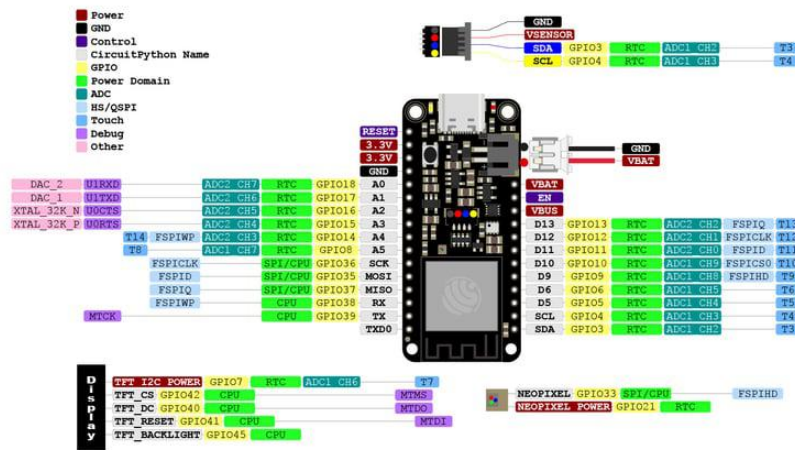 Power
GND
Control
CircuitPython Name
GPIO
Power Domain
ADC
HS/QSPI
Touch
Debug
Other
GND
VSENSOR
SDA GPIO3 RTC ADC1 CH2 T3
SCL GPIO4 RTC ADC1 CH3 T4
GND
VBAT
RESET
3.3V
3.3V
GND
DAC_2 U1RXD ADC2 CH7 RTC GPIO18 A0
DAC_1 U1TXD ADC2 CH6 RTC GPIO17 A1
XTAL_32K_N U0CTS ADC2 CH5 RTC GPIO16 A2
XTAL_32K_P U0RTS ADC2 CH4 RTC GPIO15 A3
T14 FSPIWP ADC2 CH3 RTC GPIO14 A4
T8 ADC1 CH7 RTC GPIO8 A5
FSPICLK SPI/CPU GPIO36 SCK
FSPID SPI/CPU GPIO35 MOSI
FSPIQ SPI/CPU GPIO37 MISO
FSPIWP CPU GPIO38 RX
MTCK CPU GPIO39 TX
TXD0
VBAT
EN
VBUS
D13 GPIO13 RTC ADC2 CH2 FSPIQ T13
D12 GPIO12 RTC ADC2 CH1 FSPICLK T12
D11 GPIO11 RTC ADC2 CH0 FSPID T11
D10 GPIO10 RTC ADC1 CH9 FSPICS0 T10
D9 GPIO9 RTC ADC1 CH8 FSPIHD T9
D6 GPIO6 RTC ADC1 CH5 T6
D5 GPIO5 RTC ADC1 CH4 T5
SCL GPIO4 RTC ADC1 CH3 T4
SDA GPIO3 RTC ADC1 CH2 T3
Display
TFT I2C POWER GPIO7 RTC ADC1 CH6 T7
TFT_CS GPIO42 CPU MTMS
TFT_DC GPIO40 CPU MTDO
TFT_RESET GPIO41 CPU MTDI
TFT_BACKLIGHT GPIO45 CPU
NEOPIXEL GPIO33 SPI/CPU FSPIHD
NEOPIXEL POWER GPIO21 RTC